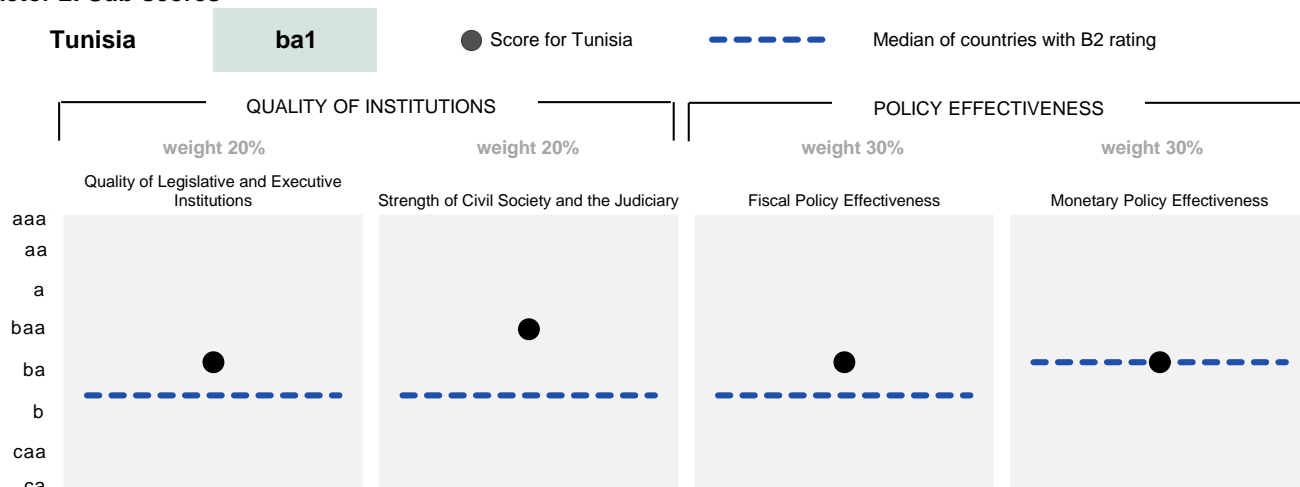 Tunisia
ba1
Score for Tunisia
Median of countries with B2 rating
QUALITY OF INSTITUTIONS
POLICY EFFECTIVENESS
weight 20%
weight 20%
weight 30%
weight 30%
Quality of Legislative and Executive
Institutions
Strength of Civil Society and the Judiciary
Fiscal Policy Effectiveness
Monetary Policy Effectiveness
aaa
aa
a
baa
ba
b
caa
ca